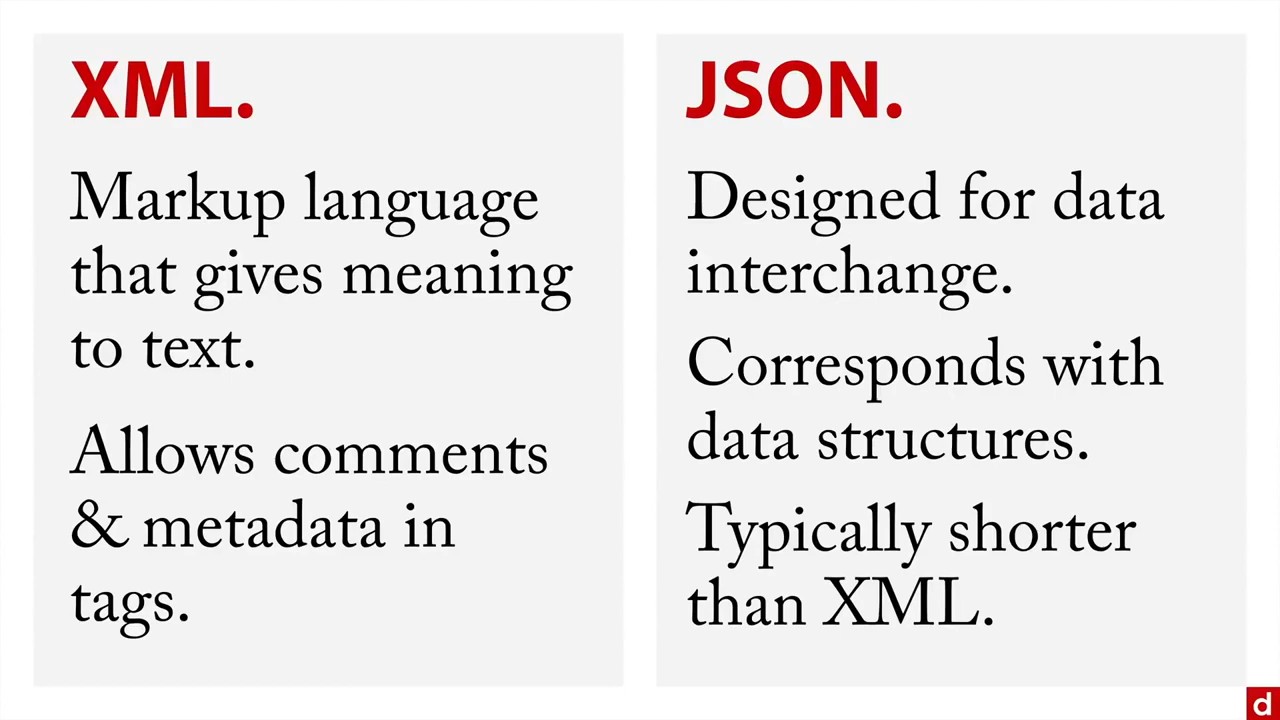 XML.
Markup language
that gives meaning
to text.
Allows comments
& metadata in
tags.
JSON.
Designed for data
interchange.
Corresponds with
data structures.
Typically shorter
than XML.
d